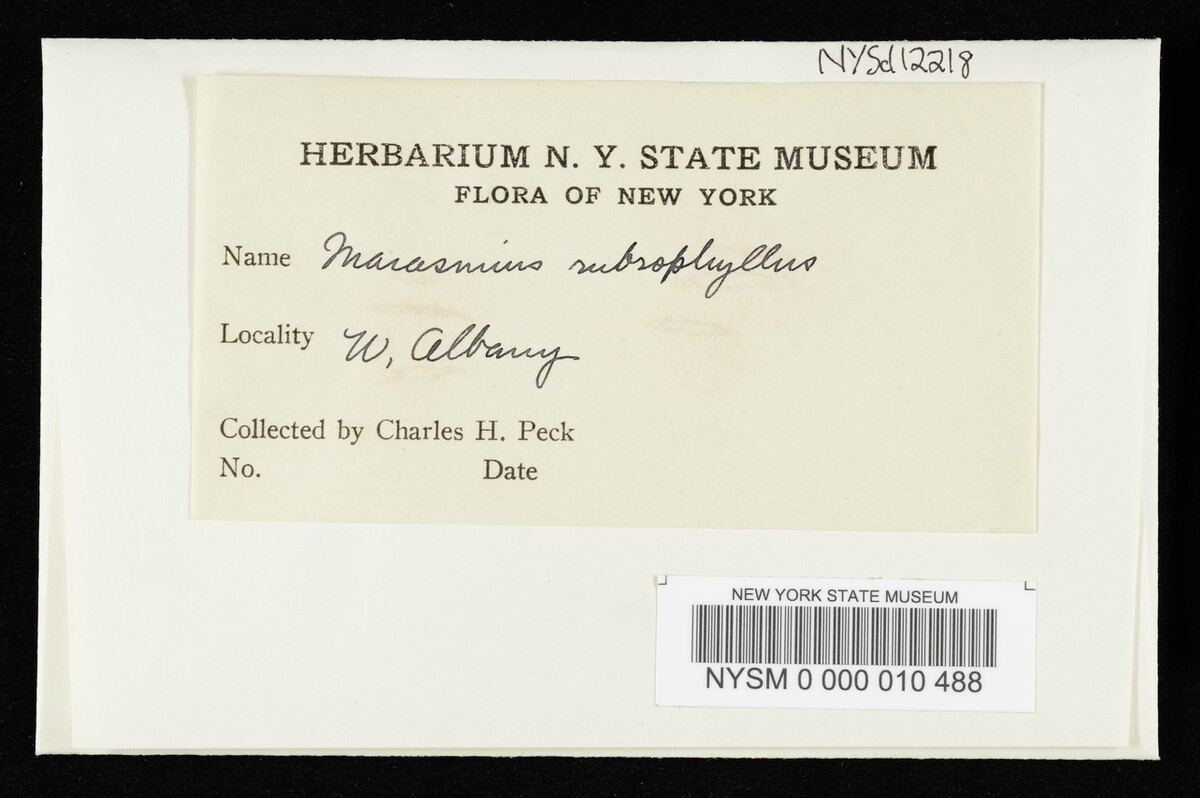 NYSd12218
HERBARIUM N. Y. STATE MUSEUM
FLORA OF NEW YORK
Name Marasmius rubrophyllus
Locality W. Albany
Collected by Charles H. Peck
No. Date
NEW YORK STATE MUSEUM
NYSM 0 000 010 488